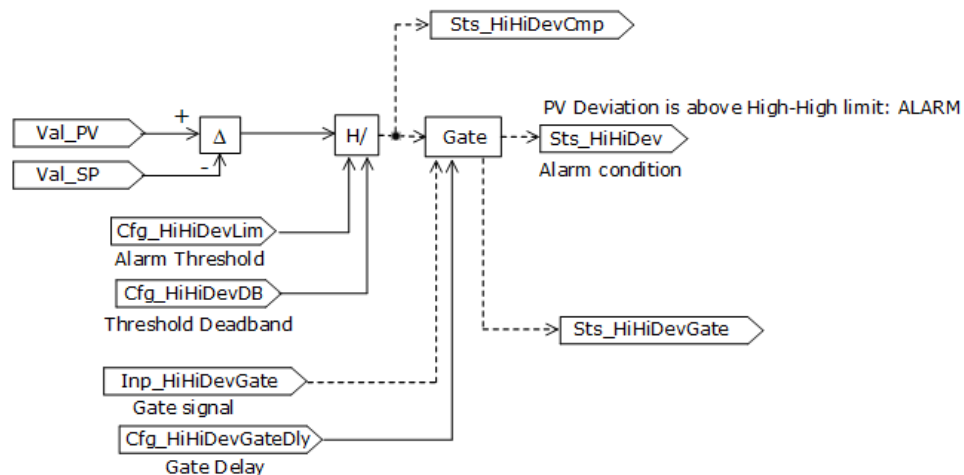 Sts_HiHiDevCmp
PV Deviation is above High-High limit: ALARM
Val_PV
+
Δ
H/
Gate
Sts_HiHiDev
Val_SP
-
Alarm condition
Cfg_HiHiDevLim
Alarm Threshold
Cfg_HiHiDevDB
Threshold Deadband
Sts_HiHiDevGate
Inp_HiHiDevGate
Gate signal
Cfg_HiHiDevGateDly
Gate Delay